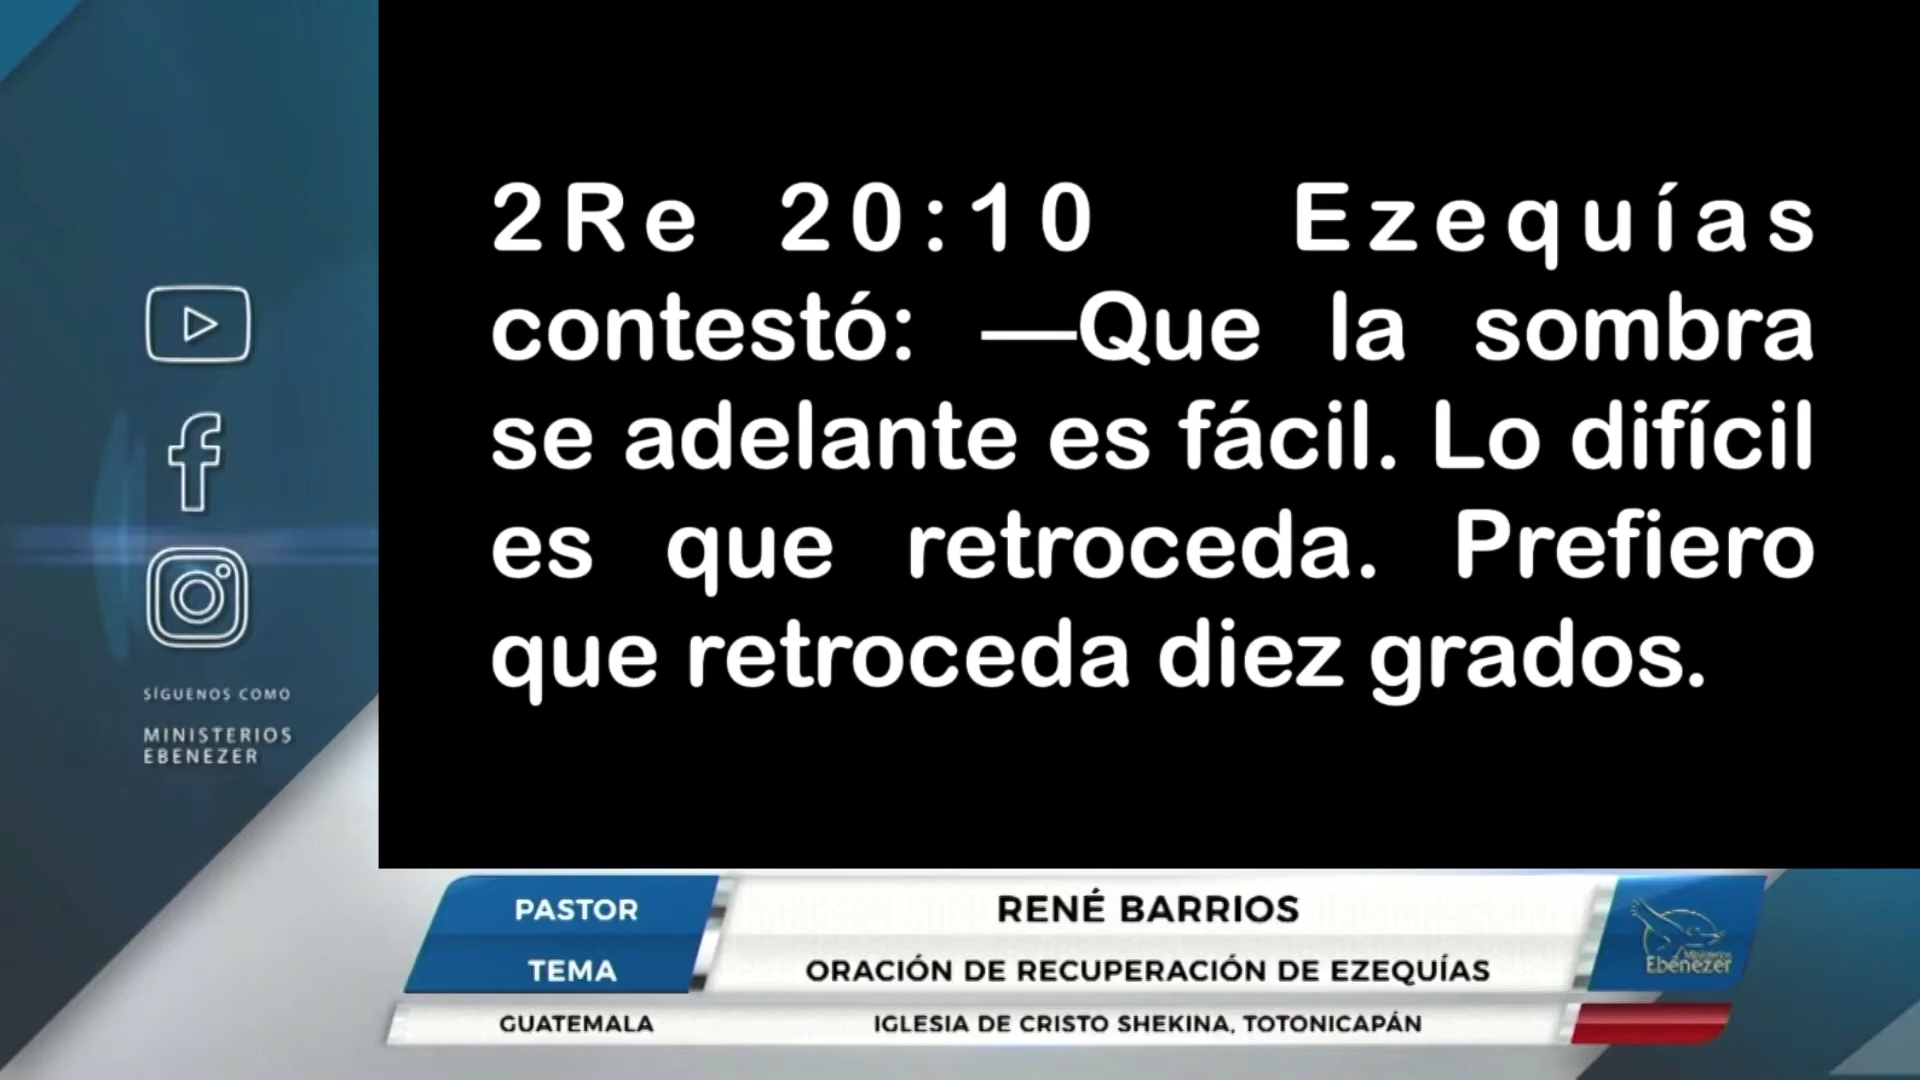 2Re 20:10 Ezequías
contestó: —Que la sombra
se adelante es fácil. Lo difícil
es que retroceda. Prefiero
que retroceda diez grados.
SÍGUENOS COMO
MINISTERIOS
EBENEZER
PASTOR
RENÉ BARRIOS
TEMA
ORACIÓN DE RECUPERACIÓN DE EZEQUÍAS
GUATEMALA
IGLESIA DE CRISTO SHEKINA, TOTONICAPÁN
Ministerios
Ebenezer